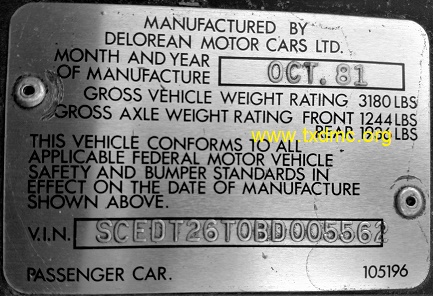 MANUFACTURED BY
DELOREAN MOTOR CARS LTD.
MONTH AND YEAR
OF MANUFACTURE OCT. 81
GROSS VEHICLE WEIGHT RATING 3180 LBS
GROSS AXLE WEIGHT RATING FRONT 1244 LBS
www.txdmc.org
REAR LBS
THIS VEHICLE CONFORMS TO ALL
APPLICABLE FEDERAL MOTOR VEHICLE
SAFETY AND BUMPER STANDARDS IN
EFFECT ON THE DATE OF MANUFACTURE
SHOWN ABOVE.
V.I.N. SCEDT26T0BD005562
PASSENGER CAR. 105196